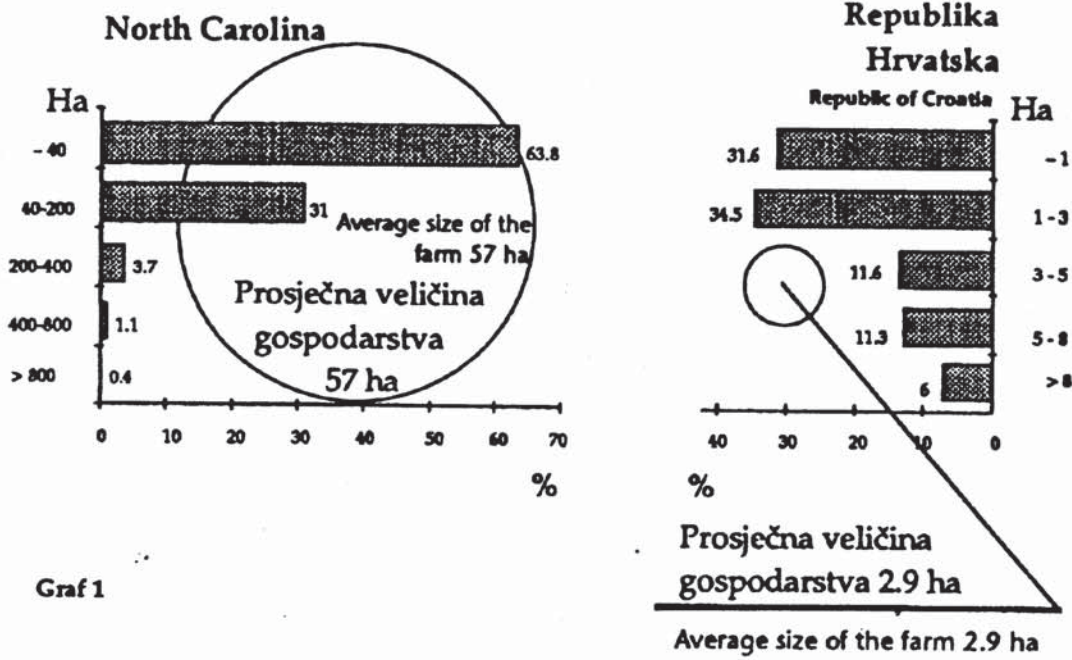 North Carolina
Ha
– 40
63.8
40-200
31
200-400
3.7
400-800
1.1
> 800
0.4
Average size of the
farm 57 ha
Prosječna veličina
gospodarstva
57 ha
0 10 20 30 40 50 60 70
%
Graf 1
Republika
Hrvatska
Republic of Croatia
Ha
31.6 – 1
34.5 1 - 3
11.6 3 - 5
11.3 5 - 8
6 > 8
40 30 20 10 0
%
Prosječna veličina
gospodarstva 2.9 ha
Average size of the farm 2.9 ha